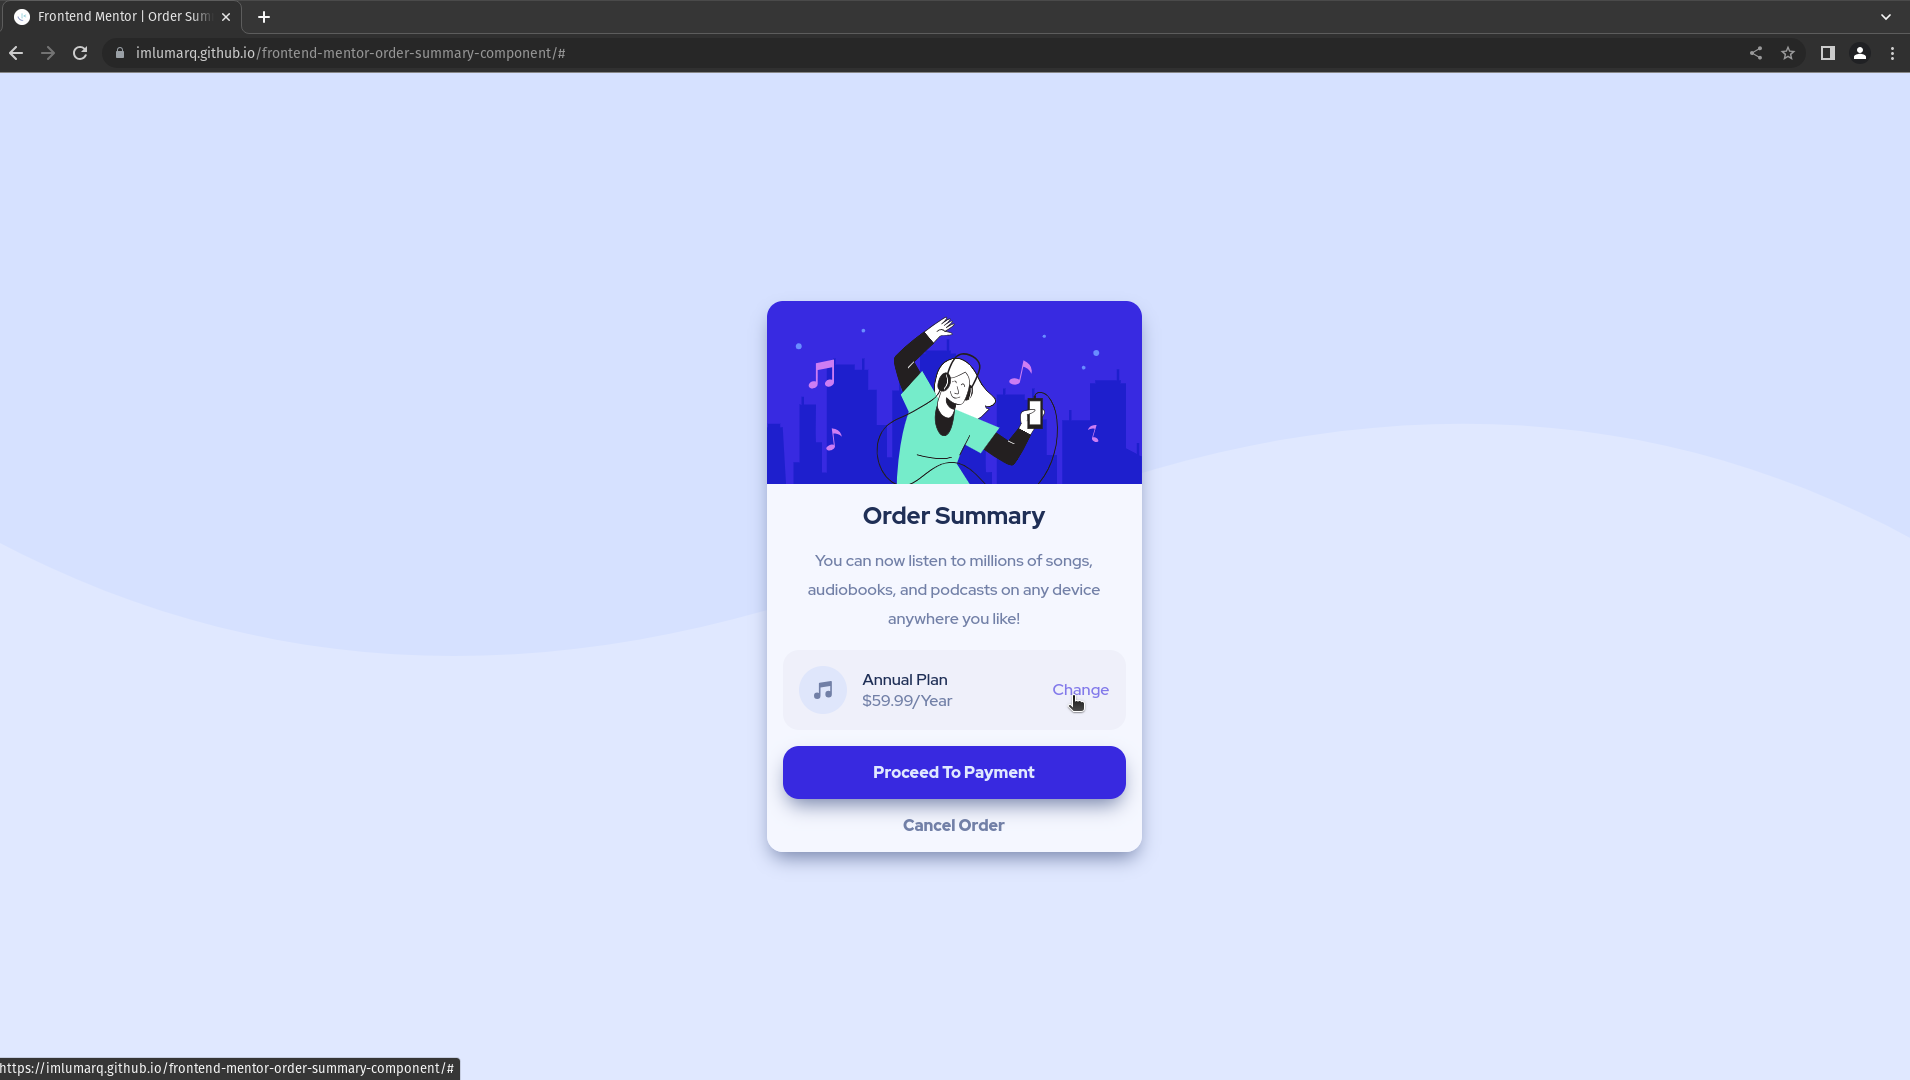 Frontend Mentor | Order Sum
imlumarq.github.io/frontend-mentor-order-summary-component/#
Order Summary
You can now listen to millions of songs,
audiobooks, and podcasts on any device
anywhere you like!
Annual Plan
$59.99/Year
Change
Proceed To Payment
Cancel Order
https://imlumarq.github.io/frontend-mentor-order-summary-component/#